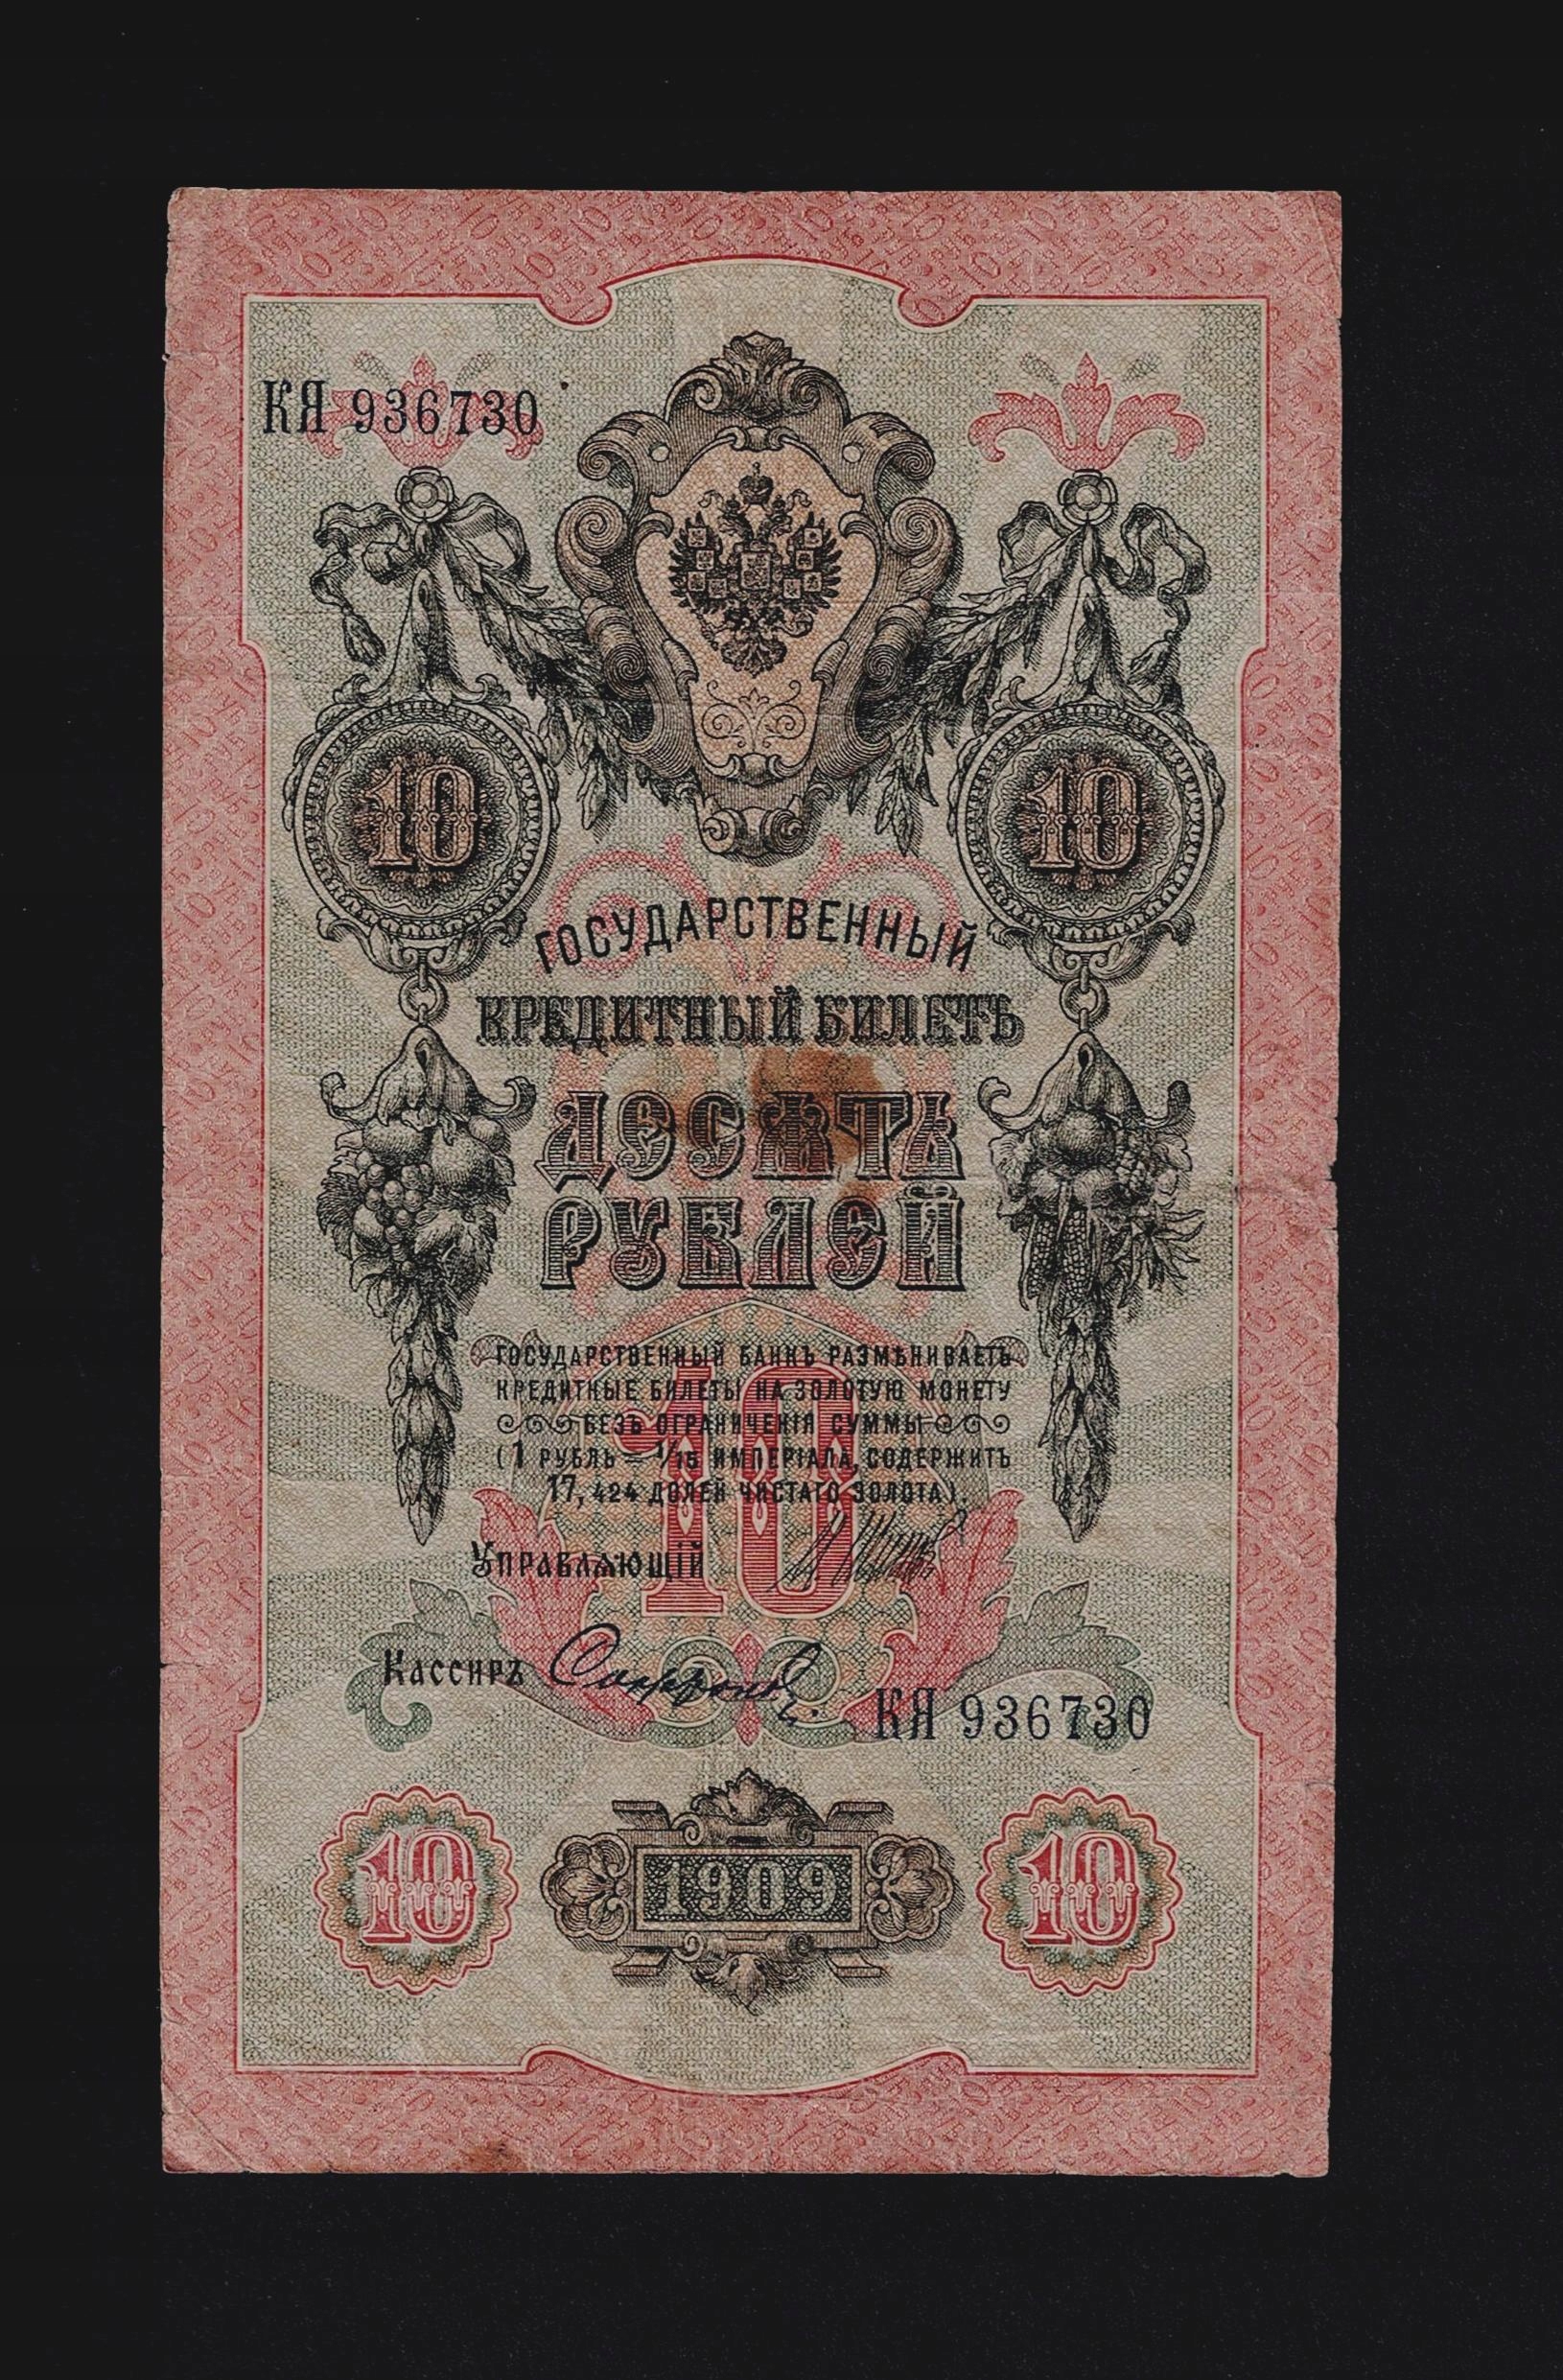 КЯ 936730
10 10
ГОСУДАРСТВЕННЫЙ
КРЕДИТНЫЙ БИЛЕТЪ
ДЕСЯТЬ
РУБЛЕЙ
10
ГОСУДАРСТВЕННЫЙ БАНКЪ РАЗМѢНИВАЕТЪ
КРЕДИТНЫЕ БИЛЕТЫ НА ЗОЛОТУЮ МОНЕТУ
БЕЗЪ ОГРАНИЧЕНІЯ СУММЫ
(1 РУБЛЬ = 1/15 ИМПЕРІАЛА, СОДЕРЖИТЪ
17,424 ДОЛЕЙ ЧИСТАГО ЗОЛОТА).
УПРАВЛЯЮЩІЙ
КАССИРЪ
КЯ 936730
10 1909 10